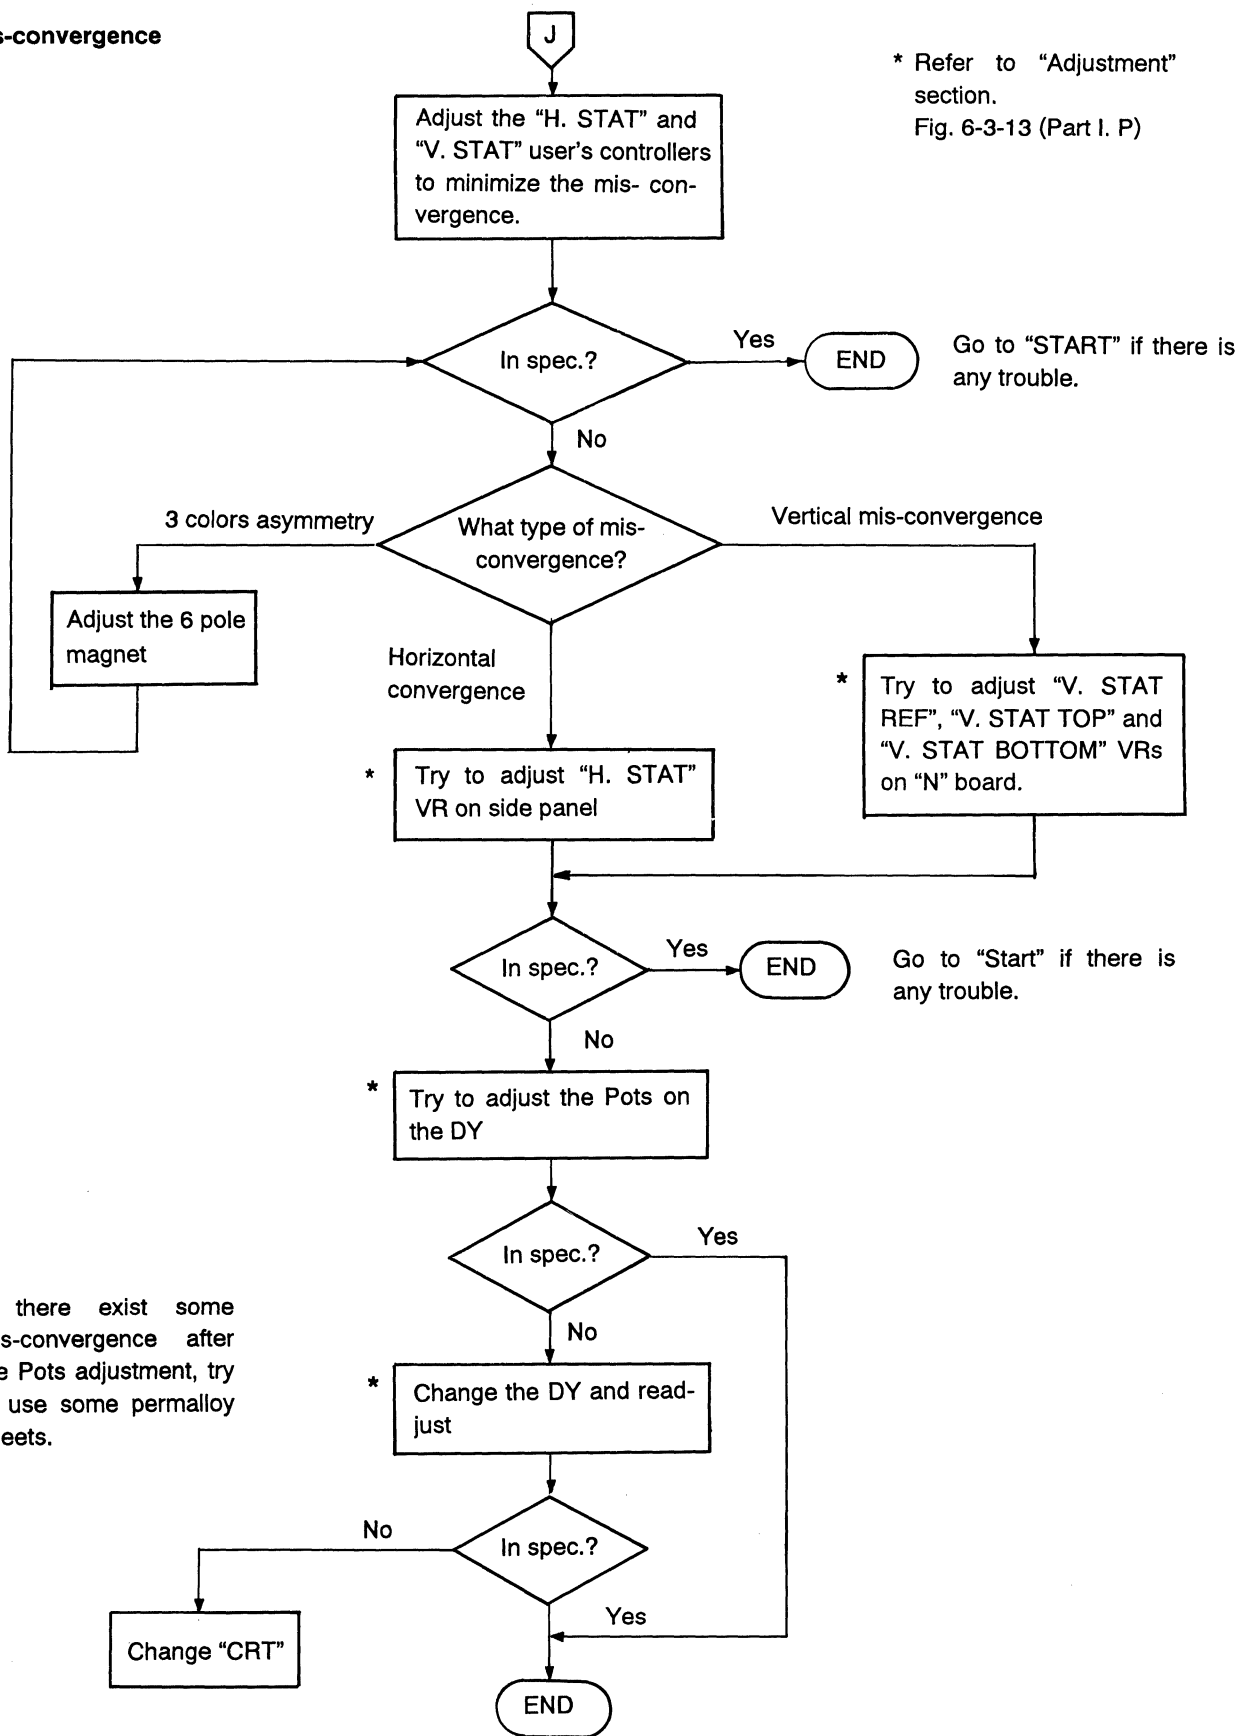 s-convergence
J
* Refer to “Adjustment”
section.
Fig. 6-3-13 (Part I. P)
Adjust the “H. STAT” and
“V. STAT” user's controllers
to minimize the mis- con-
vergence.
In spec.?
Yes
END
Go to “START” if there is
any trouble.
No
3 colors asymmetry
What type of mis-
convergence?
Vertical mis-convergence
Adjust the 6 pole
magnet
Horizontal
convergence
* Try to adjust “V. STAT
REF”, “V. STAT TOP” and
“V. STAT BOTTOM” VRs
on “N” board.
* Try to adjust “H. STAT”
VR on side panel
In spec.?
Yes
END
Go to “Start” if there is
any trouble.
No
* Try to adjust the Pots on
the DY
In spec.?
Yes
No
there exist some
s-convergence after
e Pots adjustment, try
use some permalloy
eets.
* Change the DY and read-
just
No
In spec.?
Yes
Change “CRT”
END